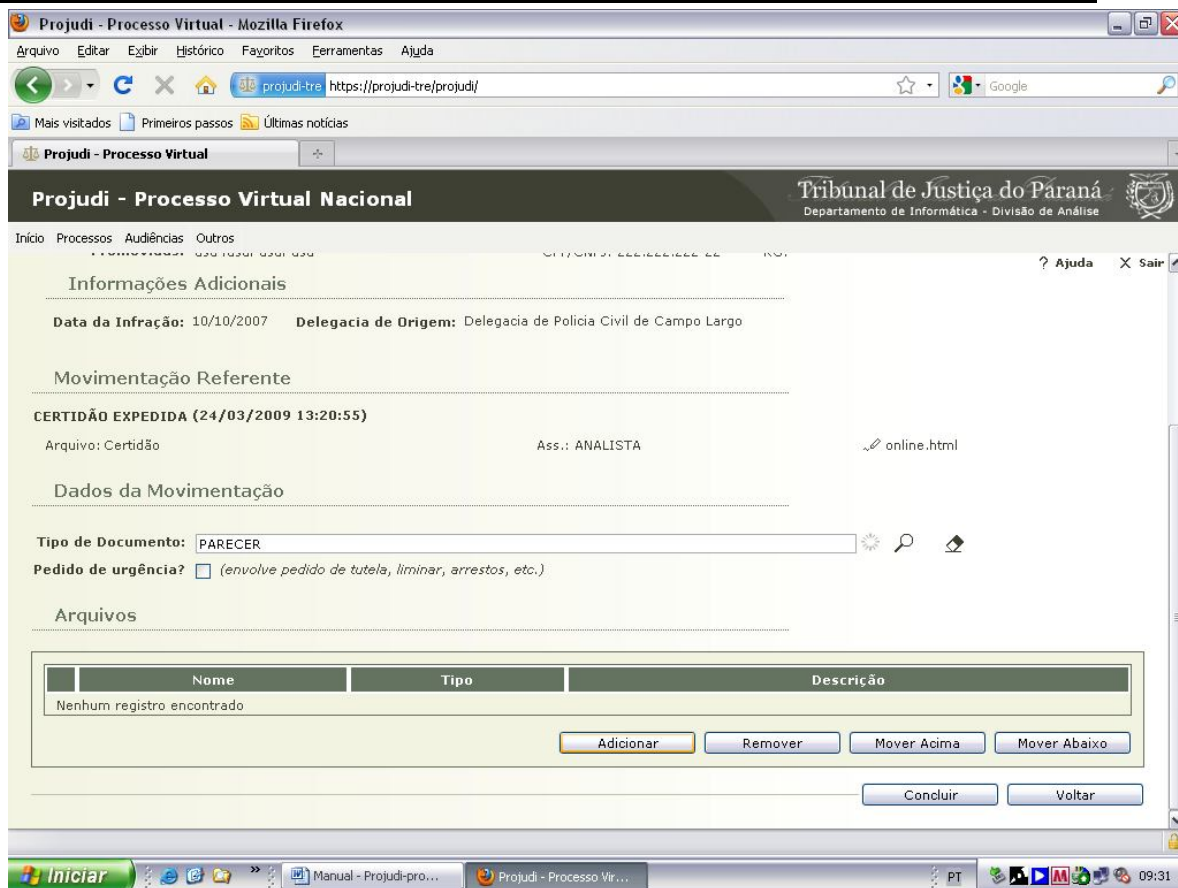 Projudi - Processo Virtual - Mozilla Firefox
Arquivo Editar Exibir Histórico Favoritos Ferramentas Ajuda
projudi-tre https://projudi-tre/projudi/ Google
Mais visitados Primeiros passos Últimas notícias
Projudi - Processo Virtual
Projudi - Processo Virtual Nacional
Tribunal de Justiça do Paraná
Departamento de Informática - Divisão de Análise
Início Processos Audiências Outros
? Ajuda X Sair
Informações Adicionais
Data da Infração: 10/10/2007 Delegacia de Origem: Delegacia de Policia Civil de Campo Largo
Movimentação Referente
CERTIDÃO EXPEDIDA (24/03/2009 13:20:55)
Arquivo: Certidão Ass.: ANALISTA online.html
Dados da Movimentação
Tipo de Documento: PARECER
Pedido de urgência? (envolve pedido de tutela, liminar, arrestos, etc.)
Arquivos
Nome Tipo Descrição
Nenhum registro encontrado
Adicionar Remover Mover Acima Mover Abaixo
Concluir Voltar
Iniciar » Manual - Projudi-pro... Projudi - Processo Vir... PT 09:31